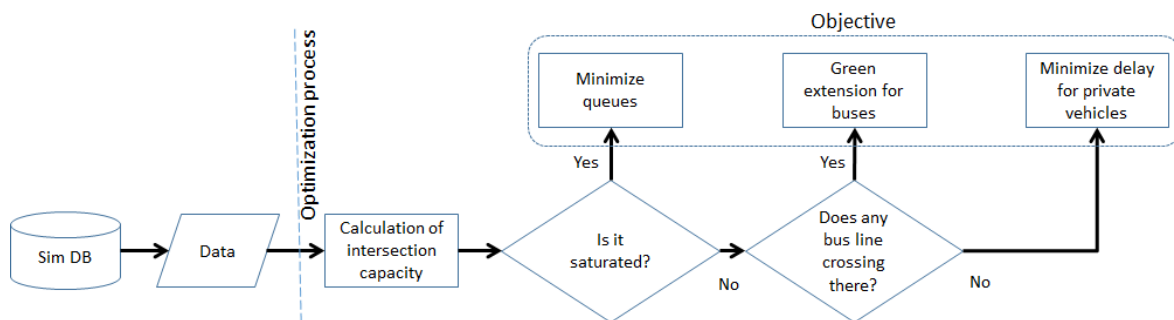 Objective
Optimization process
Minimize
queues
Green
extension for
buses
Minimize delay
for private
vehicles
Yes
Yes
Sim DB
Data
Calculation of
intersection
capacity
Is it
saturated?
No
Does any
bus line
crossing
there?
No